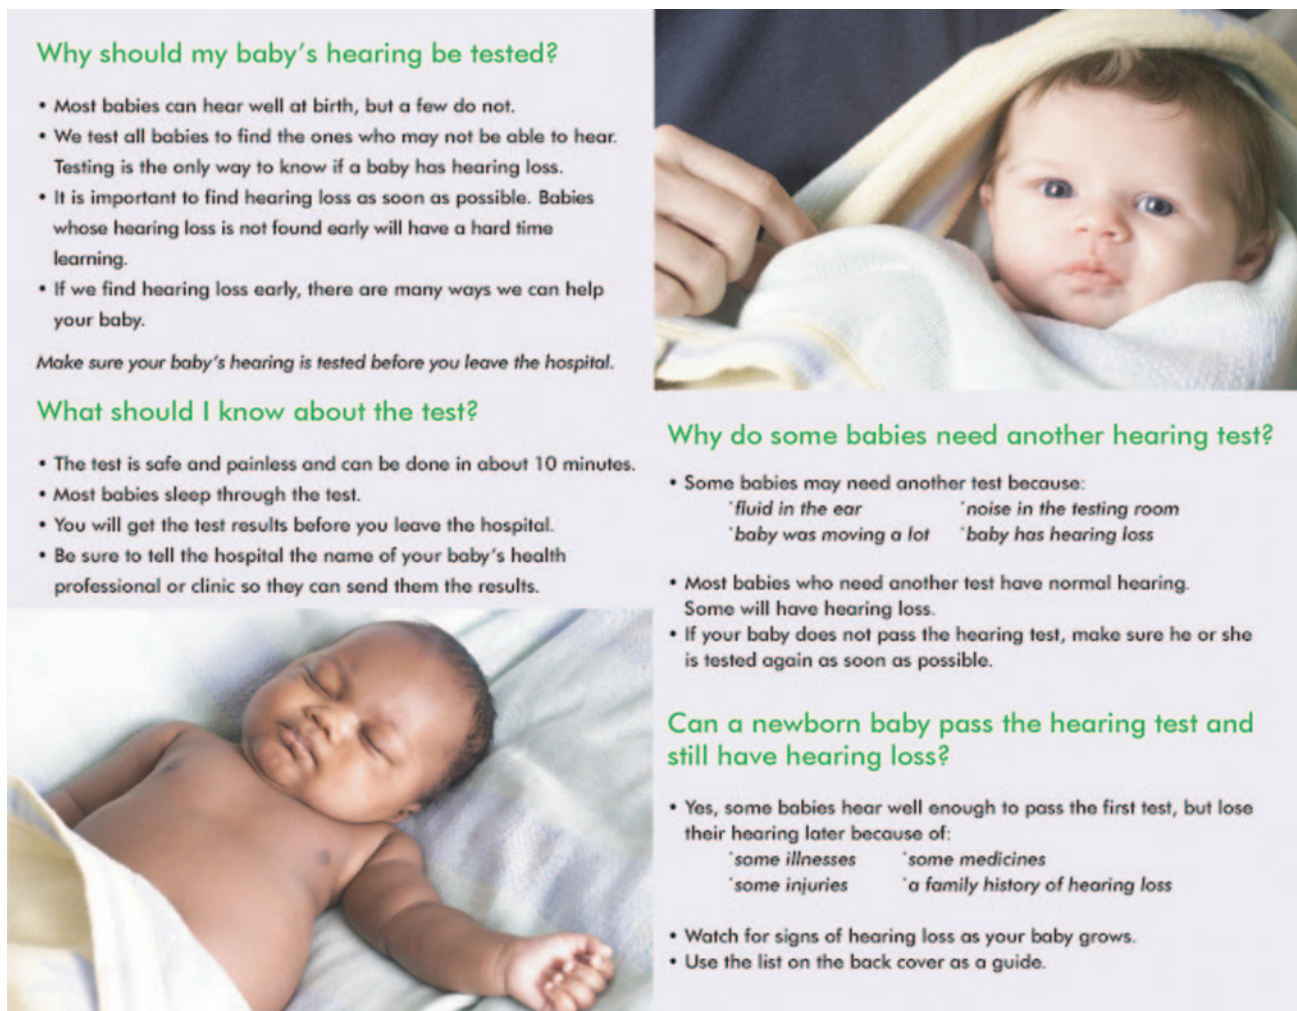 Why should my baby's hearing be tested?
• Most babies can hear well at birth, but a few do not.
• We test all babies to find the ones who may not be able to hear.
Testing is the only way to know if a baby has hearing loss.
• It is important to find hearing loss as soon as possible. Babies
whose hearing loss is not found early will have a hard time
learning.
• If we find hearing loss early, there are many ways we can help
your baby.
Make sure your baby's hearing is tested before you leave the hospital.
What should I know about the test?
• The test is safe and painless and can be done in about 10 minutes.
• Most babies sleep through the test.
• You will get the test results before you leave the hospital.
• Be sure to tell the hospital the name of your baby's health
professional or clinic so they can send them the results.
Why do some babies need another hearing test?
• Some babies may need another test because:
*fluid in the ear *noise in the testing room
*baby was moving a lot *baby has hearing loss
• Most babies who need another test have normal hearing.
Some will have hearing loss.
• If your baby does not pass the hearing test, make sure he or she
is tested again as soon as possible.
Can a newborn baby pass the hearing test and
still have hearing loss?
• Yes, some babies hear well enough to pass the first test, but lose
their hearing later because of:
*some illnesses *some medicines
*some injuries *a family history of hearing loss
• Watch for signs of hearing loss as your baby grows.
• Use the list on the back cover as a guide.